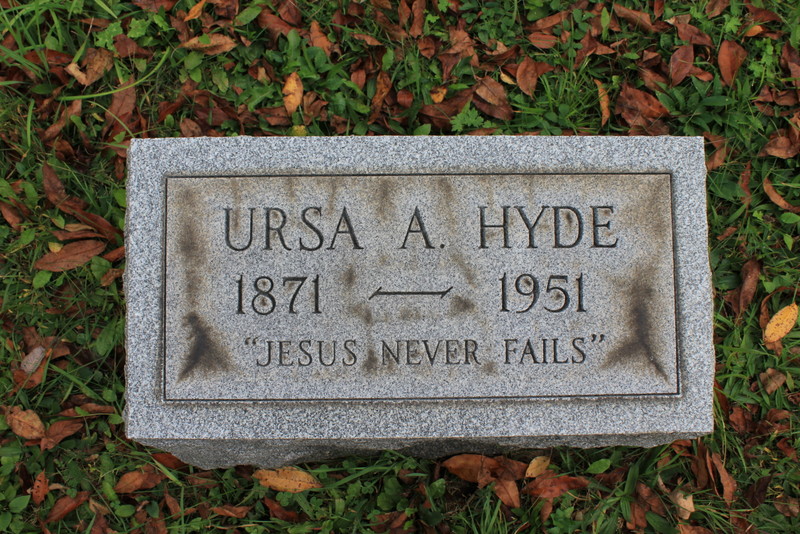 URSA A. HYDE
1871 — 1951
"JESUS NEVER FAILS"